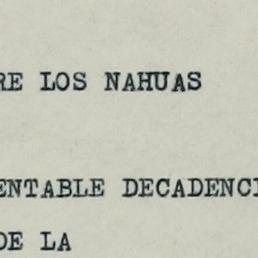 RE LOS NAHUAS
ENTABLE DECADENCI
DE LA